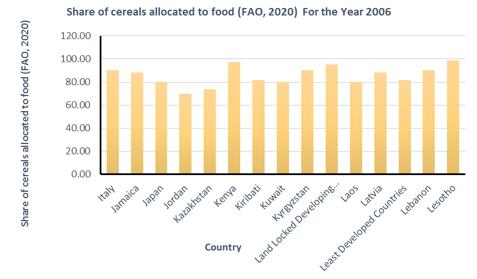 Share of cereals allocated to food (FAO, 2020)  For the Year 2006
Share of cereals allocated to food (FAO, 2020)
120.00
100.00
80.00
60.00
40.00
20.00
0.00
Italy
Jamaica
Japan
Jordan
Kazakhstan
Kenya
Kiribati
Kuwait
Kyrgyzstan
Land Locked Developing...
Laos
Latvia
Least Developed Countries
Lebanon
Lesotho
Country